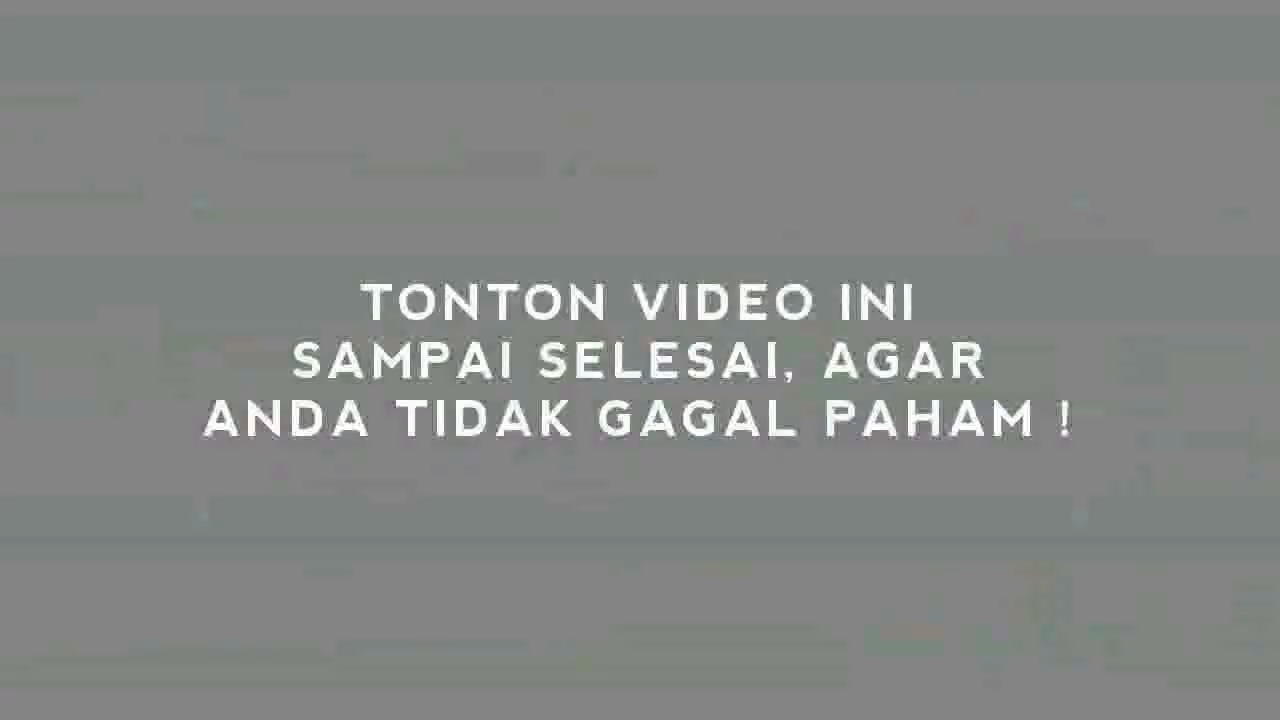 TONTON VIDEO INI
SAMPAI SELESAI, AGAR
ANDA TIDAK GAGAL PAHAM !